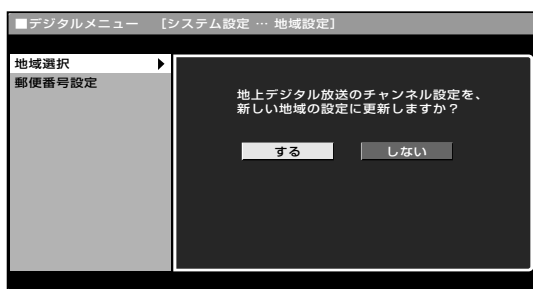 ■デジタルメニュー [システム設定 … 地域設定]
地域選択 ▶
郵便番号設定
地上デジタル放送のチャンネル設定を、
新しい地域の設定に更新しますか?
する しない